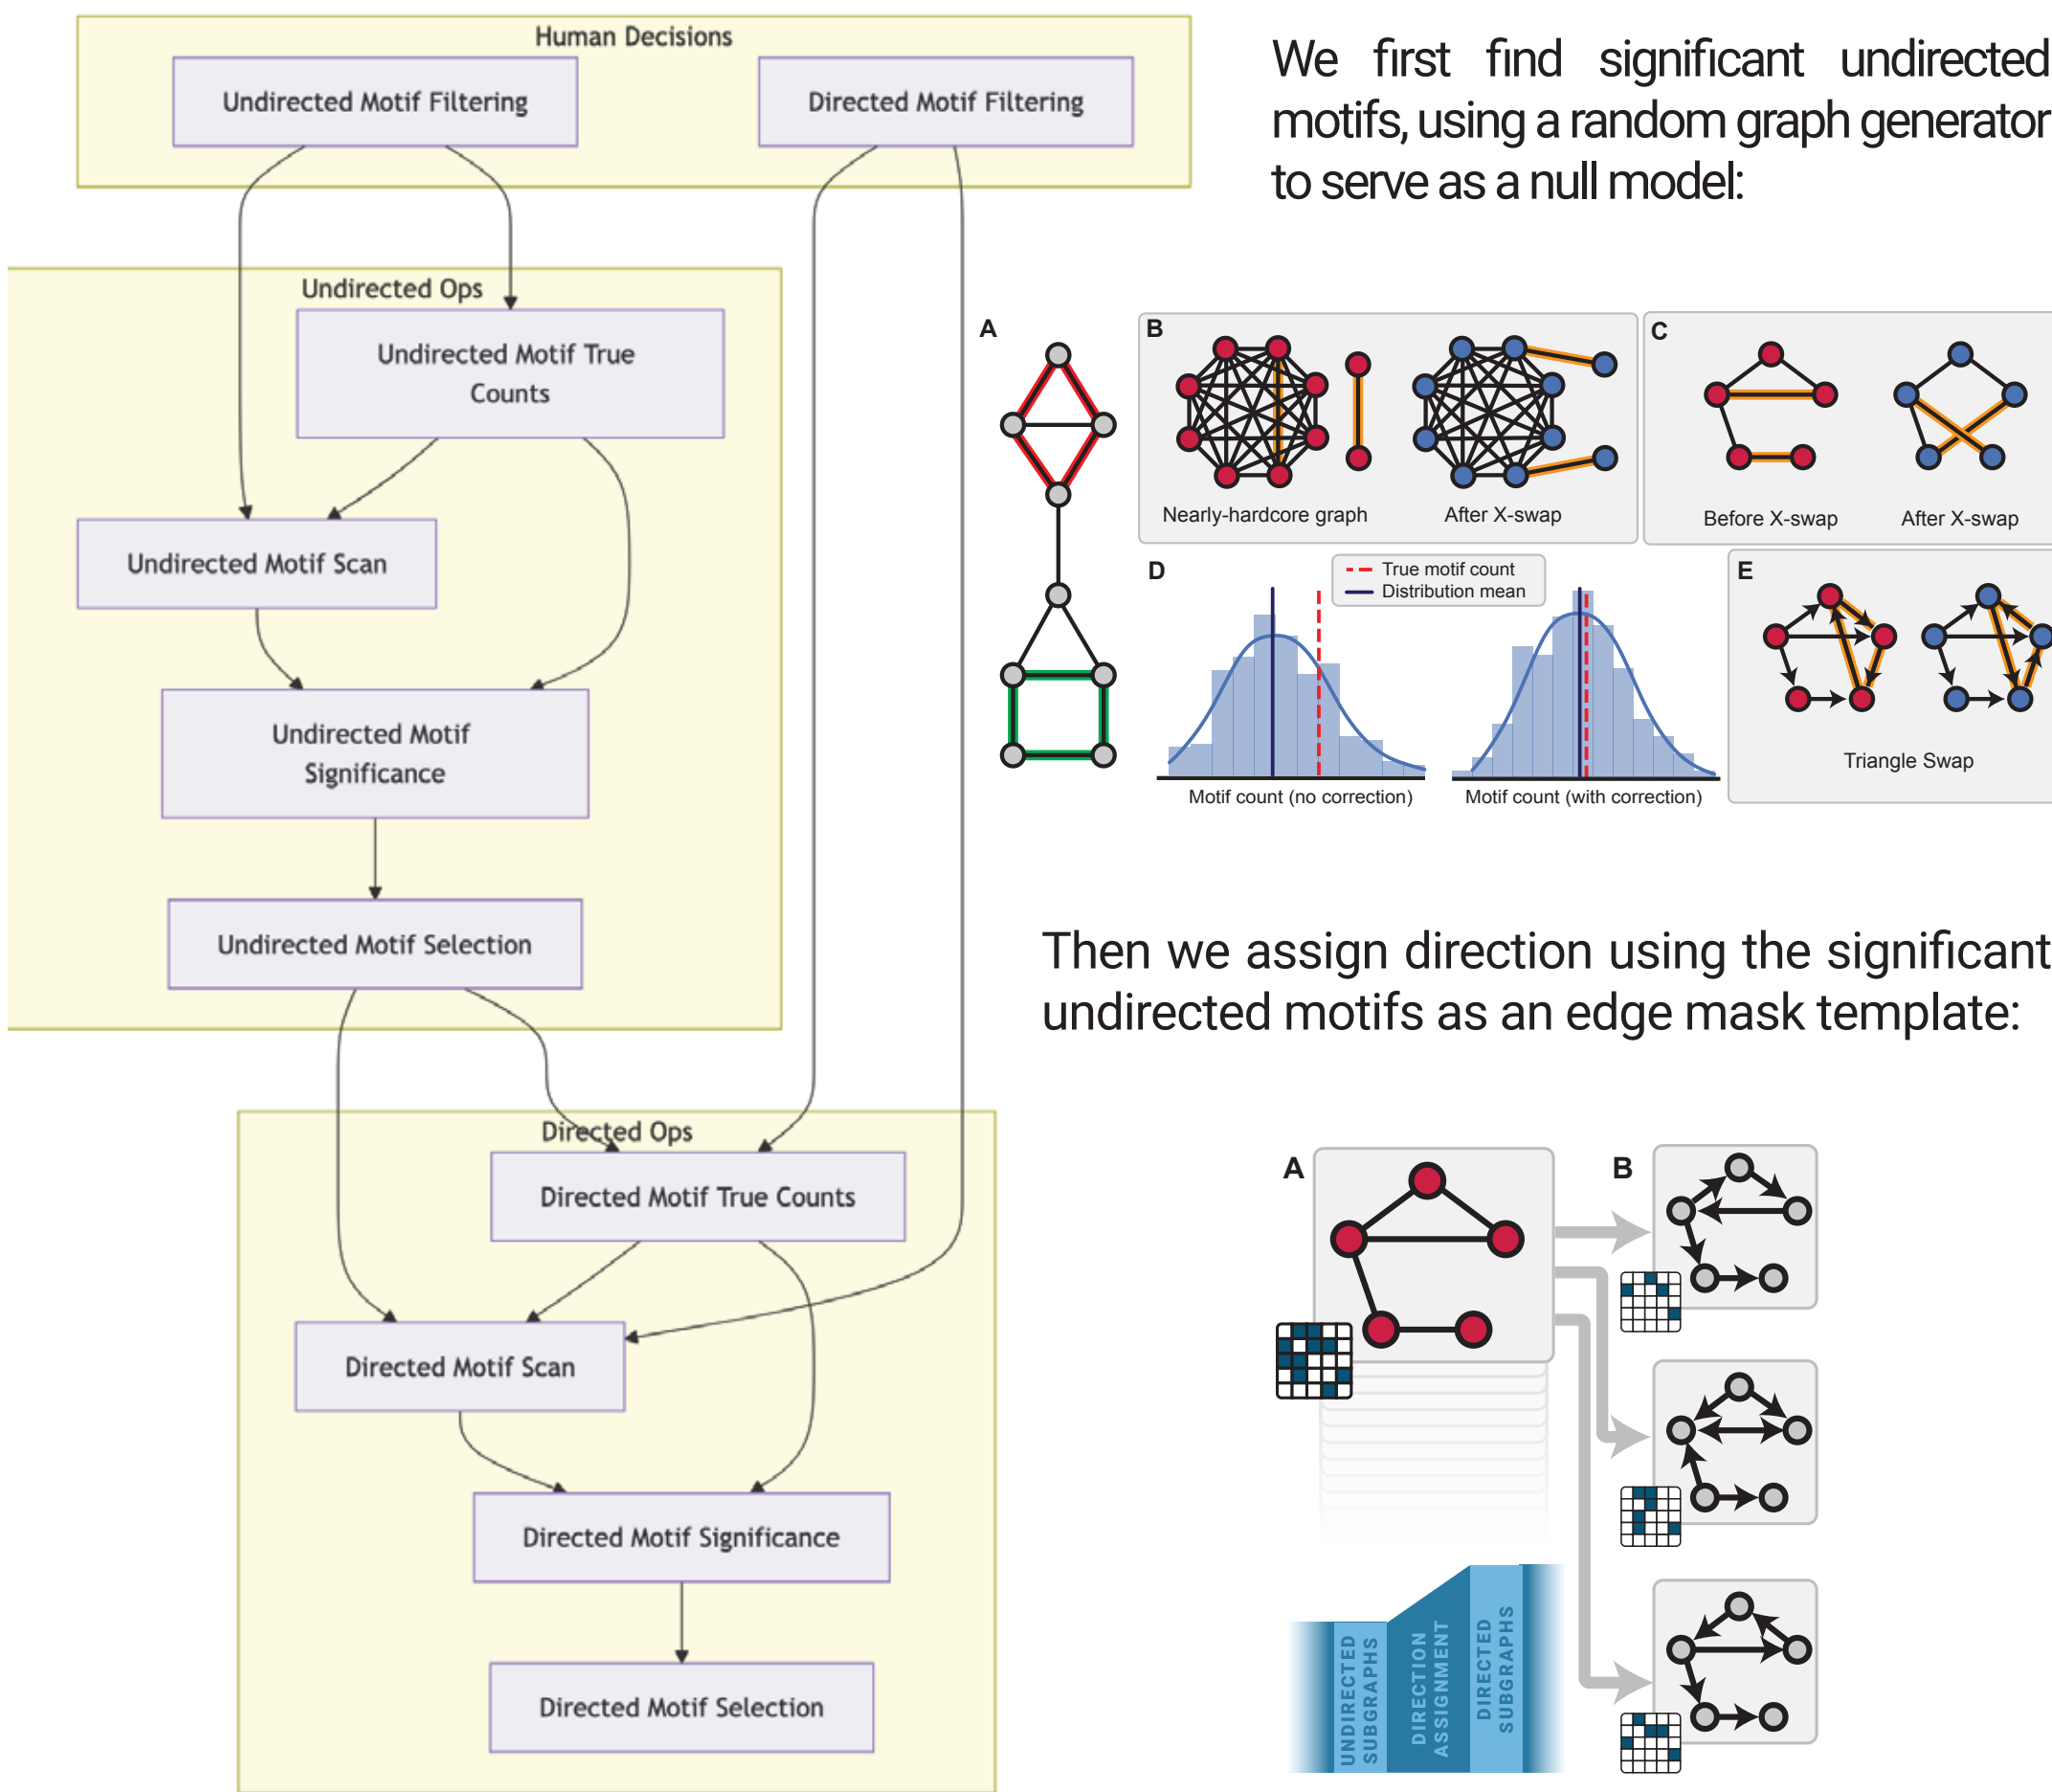 Human Decisions
Undirected Motif Filtering
Directed Motif Filtering
Undirected Ops
Undirected Motif True
Counts
Undirected Motif Scan
Undirected Motif
Significance
Undirected Motif Selection
Directed Ops
Directed Motif True Counts
Directed Motif Scan
Directed Motif Significance
Directed Motif Selection
We first find significant undirected
motifs, using a random graph generator
to serve as a null model:
A
B
Nearly-hardcore graph
After X-swap
C
Before X-swap
After X-swap
D
True motif count
Distribution mean
Motif count (no correction)
Motif count (with correction)
E
Triangle Swap
Then we assign direction using the significant
undirected motifs as an edge mask template:
A
B
UNDIRECTED
SUBGRAPHS
DIRECTION
ASSIGNMENT
DIRECTED
SUBGRAPHS